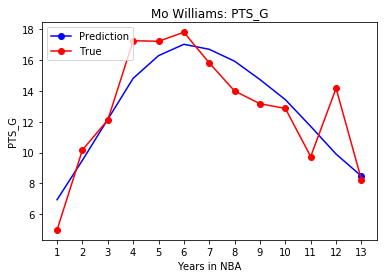 Mo Williams: PTS_G
Prediction
True
PTS_G
18
16
14
12
10
8
6
1 2 3 4 5 6 7 8 9 10 11 12 13
Years in NBA